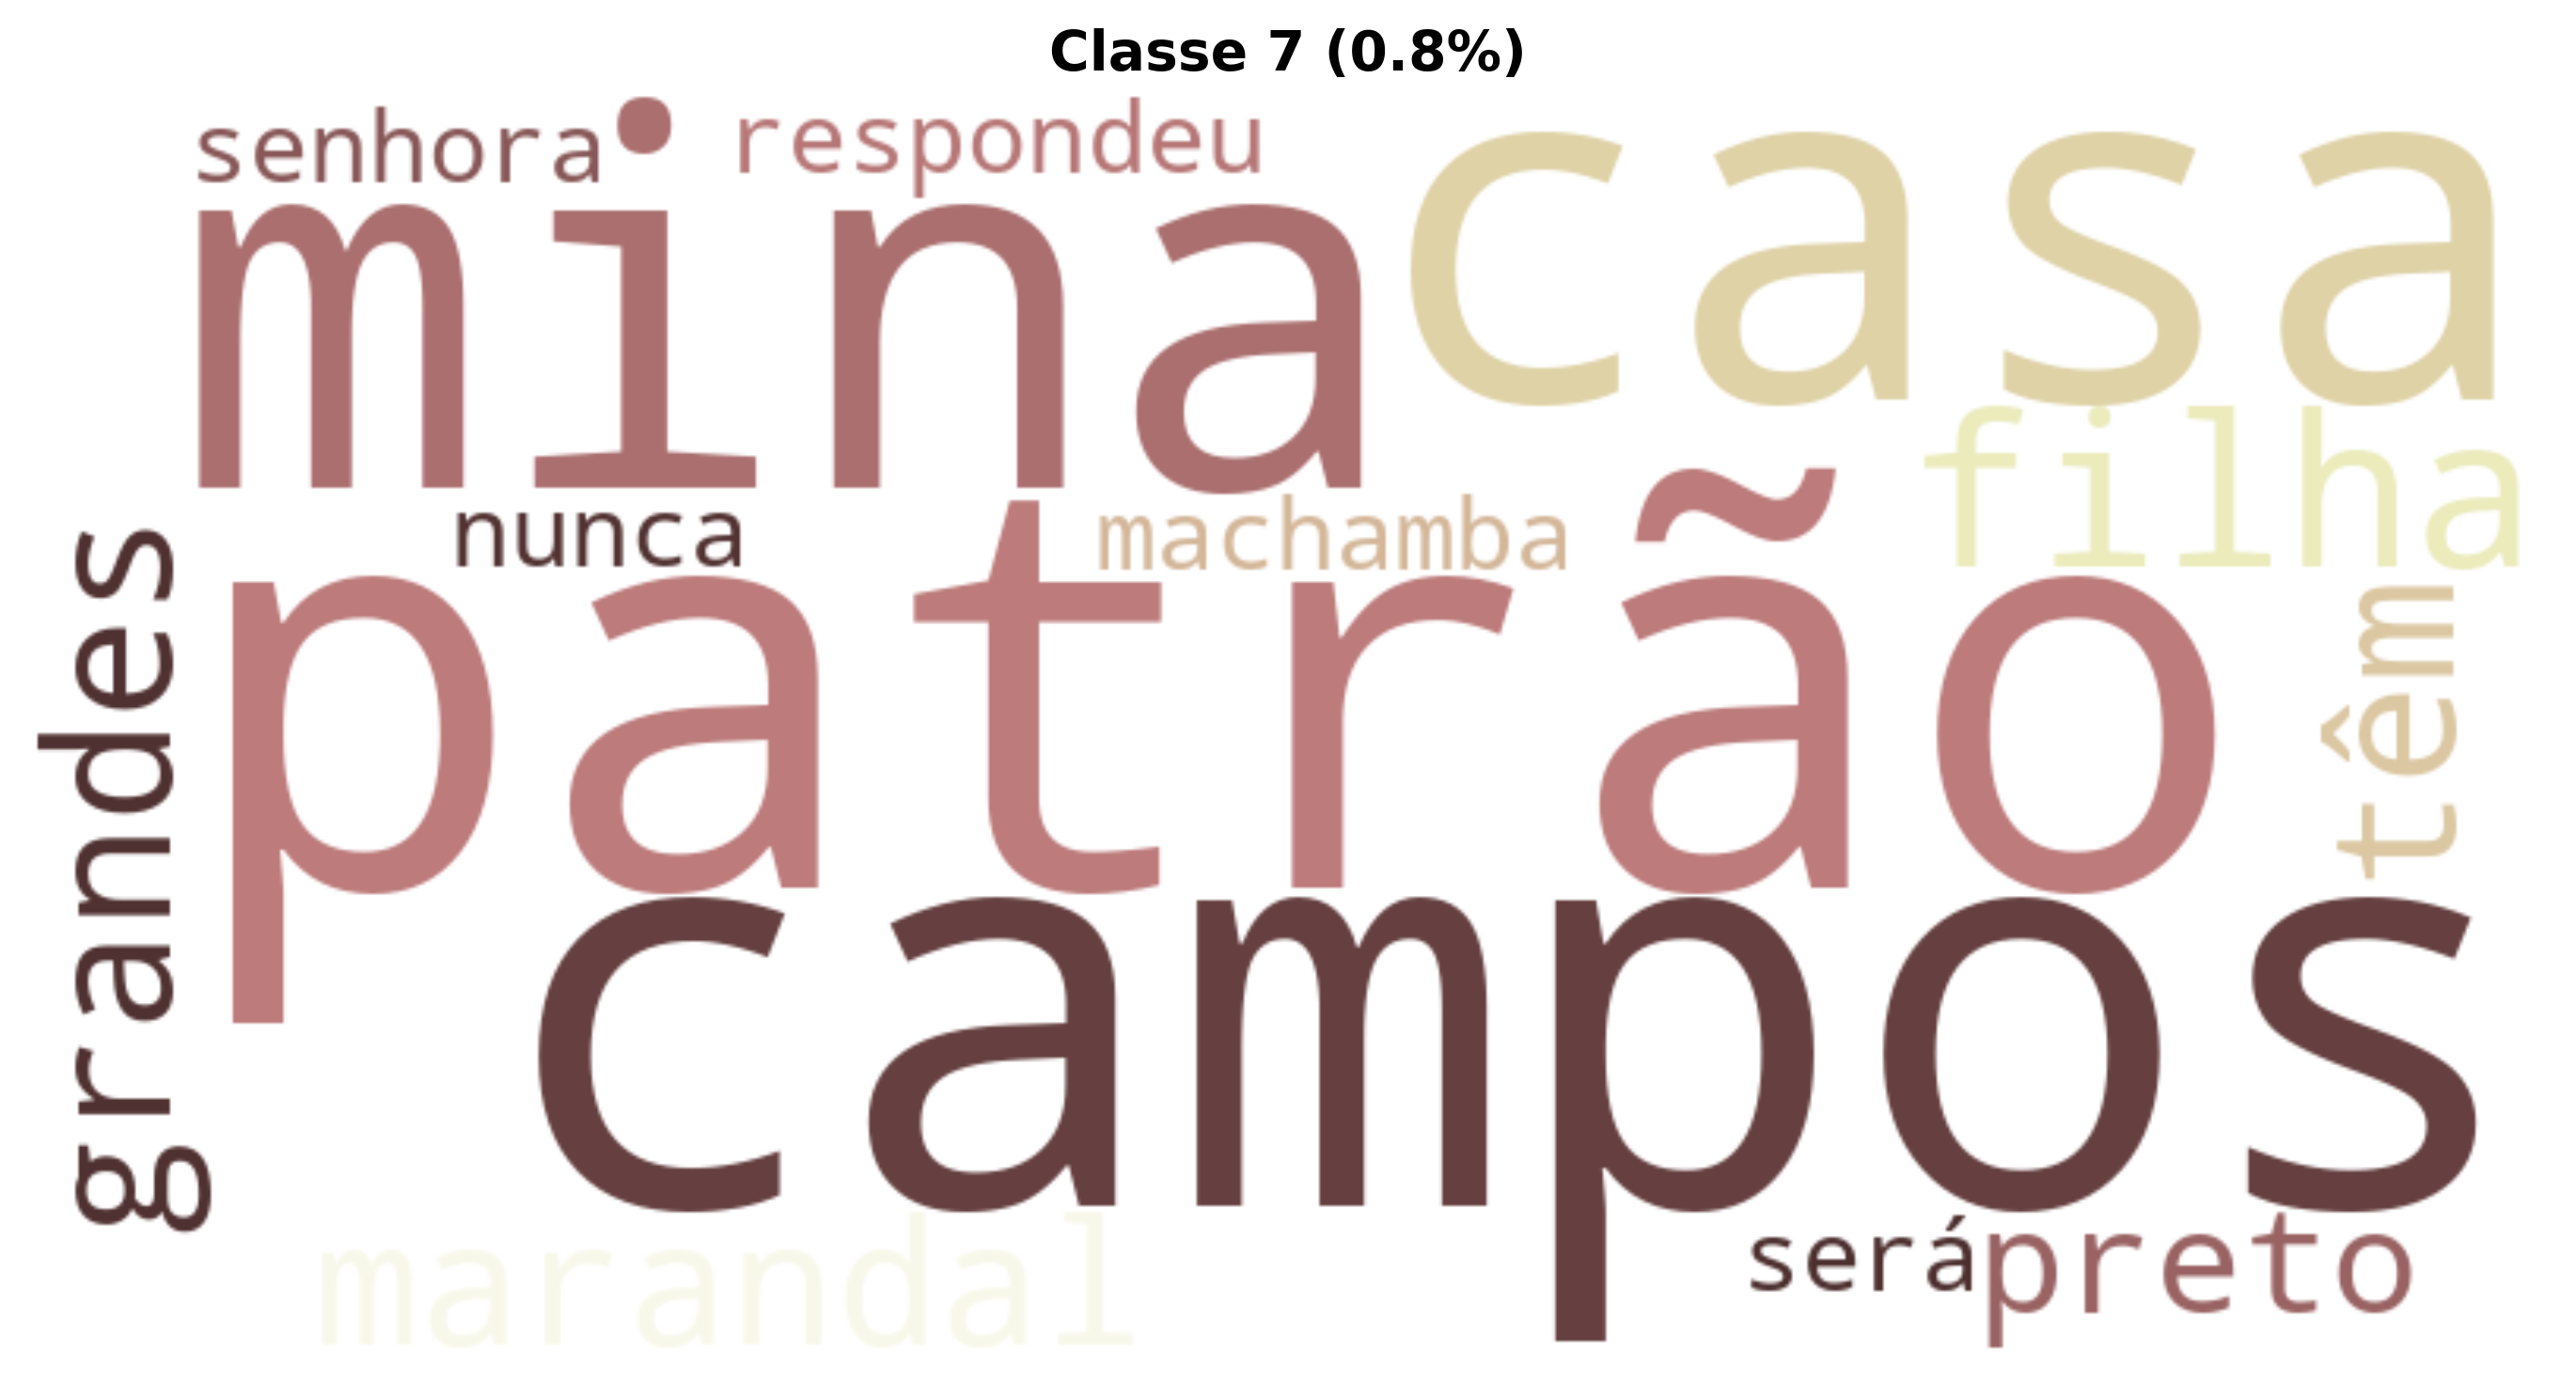 Classe 7 (0.8%)
senhora respondeu
mina casa
filha
nunca machamba
grandes
patrão
têm
campos
será preto
marandal